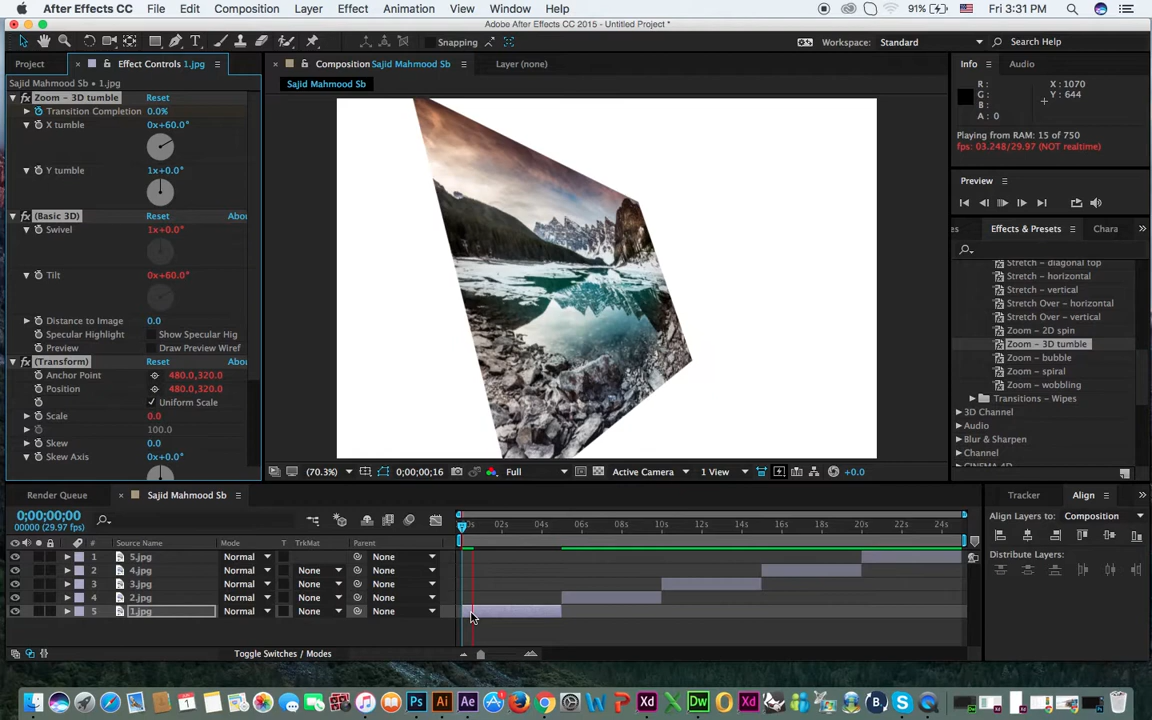 After Effects CC File Edit Composition Layer Effect Animation View Window Help 91% Fri 3:31 PM
Adobe After Effects CC 2015 - Untitled Project *
Snapping Workspace: Standard Search Help
Project Effect Controls 1.jpg Composition Sajid Mahmood Sb Layer (none) Info Audio
Sajid Mahmood Sb • 1.jpg Sajid Mahmood Sb
Zoom – 3D tumble Reset
Transition Completion 0.0%
X tumble 0x+60.0°
Y tumble 1x+0.0°
(Basic 3D) Reset Abou
Swivel 1x+0.0°
Tilt 0x+60.0°
Distance to Image 0.0
Specular Highlight Show Specular Hig
Preview Draw Preview Wiref
(Transform) Reset Abou
Anchor Point 480.0,320.0
Position 480.0,320.0
Uniform Scale
Scale 0.0
100.0
Skew 0.0
Skew Axis 0x+0.0°
R :
G :
B :
A : 0
X : 1070
Y : 644
Playing from RAM: 15 of 750
fps: 03.248/29.97 (NOT realtime)
Preview
es Effects & Presets Chara
Stretch – diagonal top
Stretch – horizontal
Stretch – vertical
Stretch Over – horizontal
Stretch Over – vertical
Zoom – 2D spin
Zoom – 3D tumble
Zoom – bubble
Zoom – spiral
Zoom – wobbling
Transitions – Wipes
3D Channel
Audio
Blur & Sharpen
Channel
CINEMA 4D
(70.3%) 0;00;00;16 Full Active Camera 1 View +0.0
Render Queue Sajid Mahmood Sb
0;00;00;00
00000 (29.97 fps)
0s 02s 04s 06s 08s 10s 12s 14s 16s 18s 20s 22s 24s
# Source Name Mode T TrkMat Parent
1 5.jpg Normal None
2 4.jpg Normal None None
3 3.jpg Normal None None
4 2.jpg Normal None None
5 1.jpg Normal None None
Toggle Switches / Modes
Tracker Align
Align Layers to: Composition
Distribute Layers: